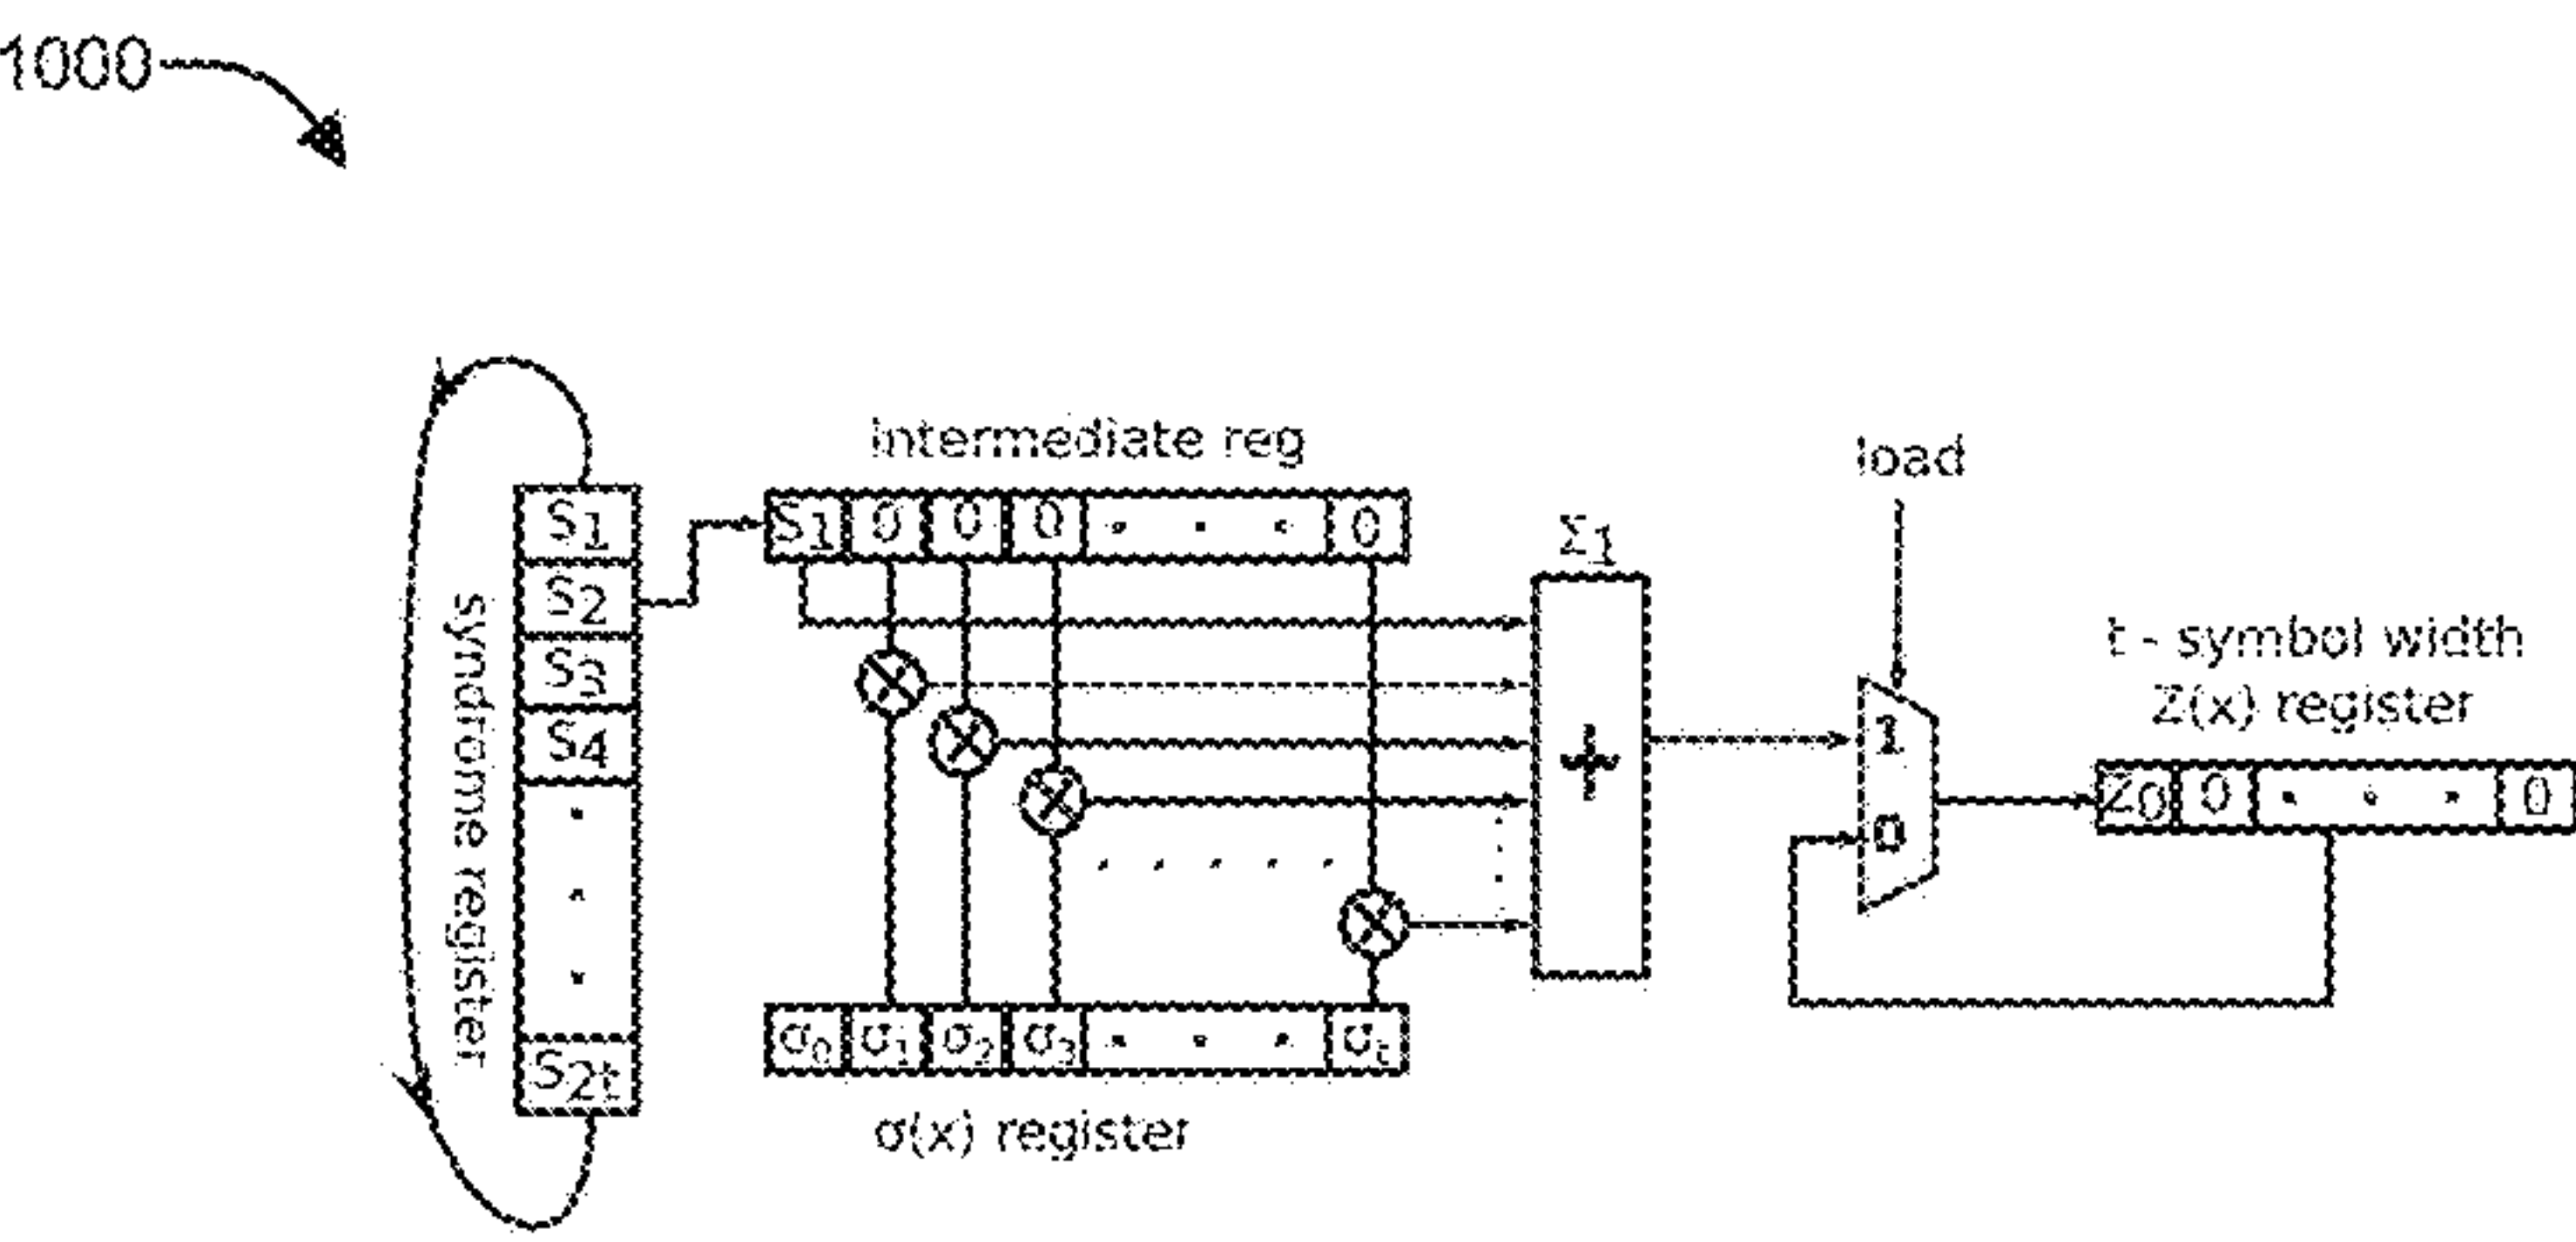 1000
intermediate reg
S1 0 0 0 . . . 0
load
Σ1
syndrome register
S1
S2
S3
S4
.
.
.
S2t
+
1
0
t - symbol width
Z(x) register
Z0 0 . . . 0
σ0 σ1 σ2 σ3 . . . σt
σ(x) register